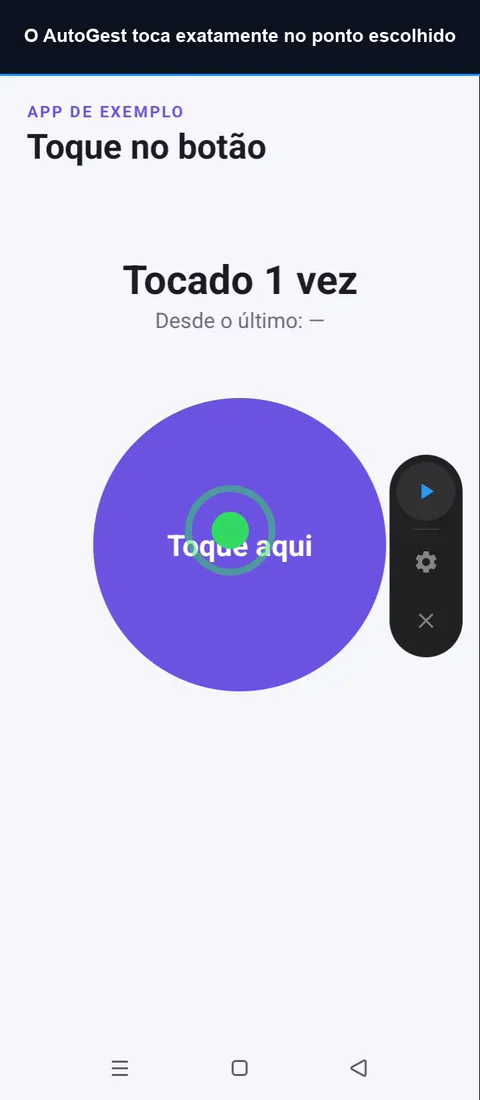 O AutoGest toca exatamente no ponto escolhido
APP DE EXEMPLO
Toque no botão
Tocado 1 vez
Desde o último: —
Toque aqui